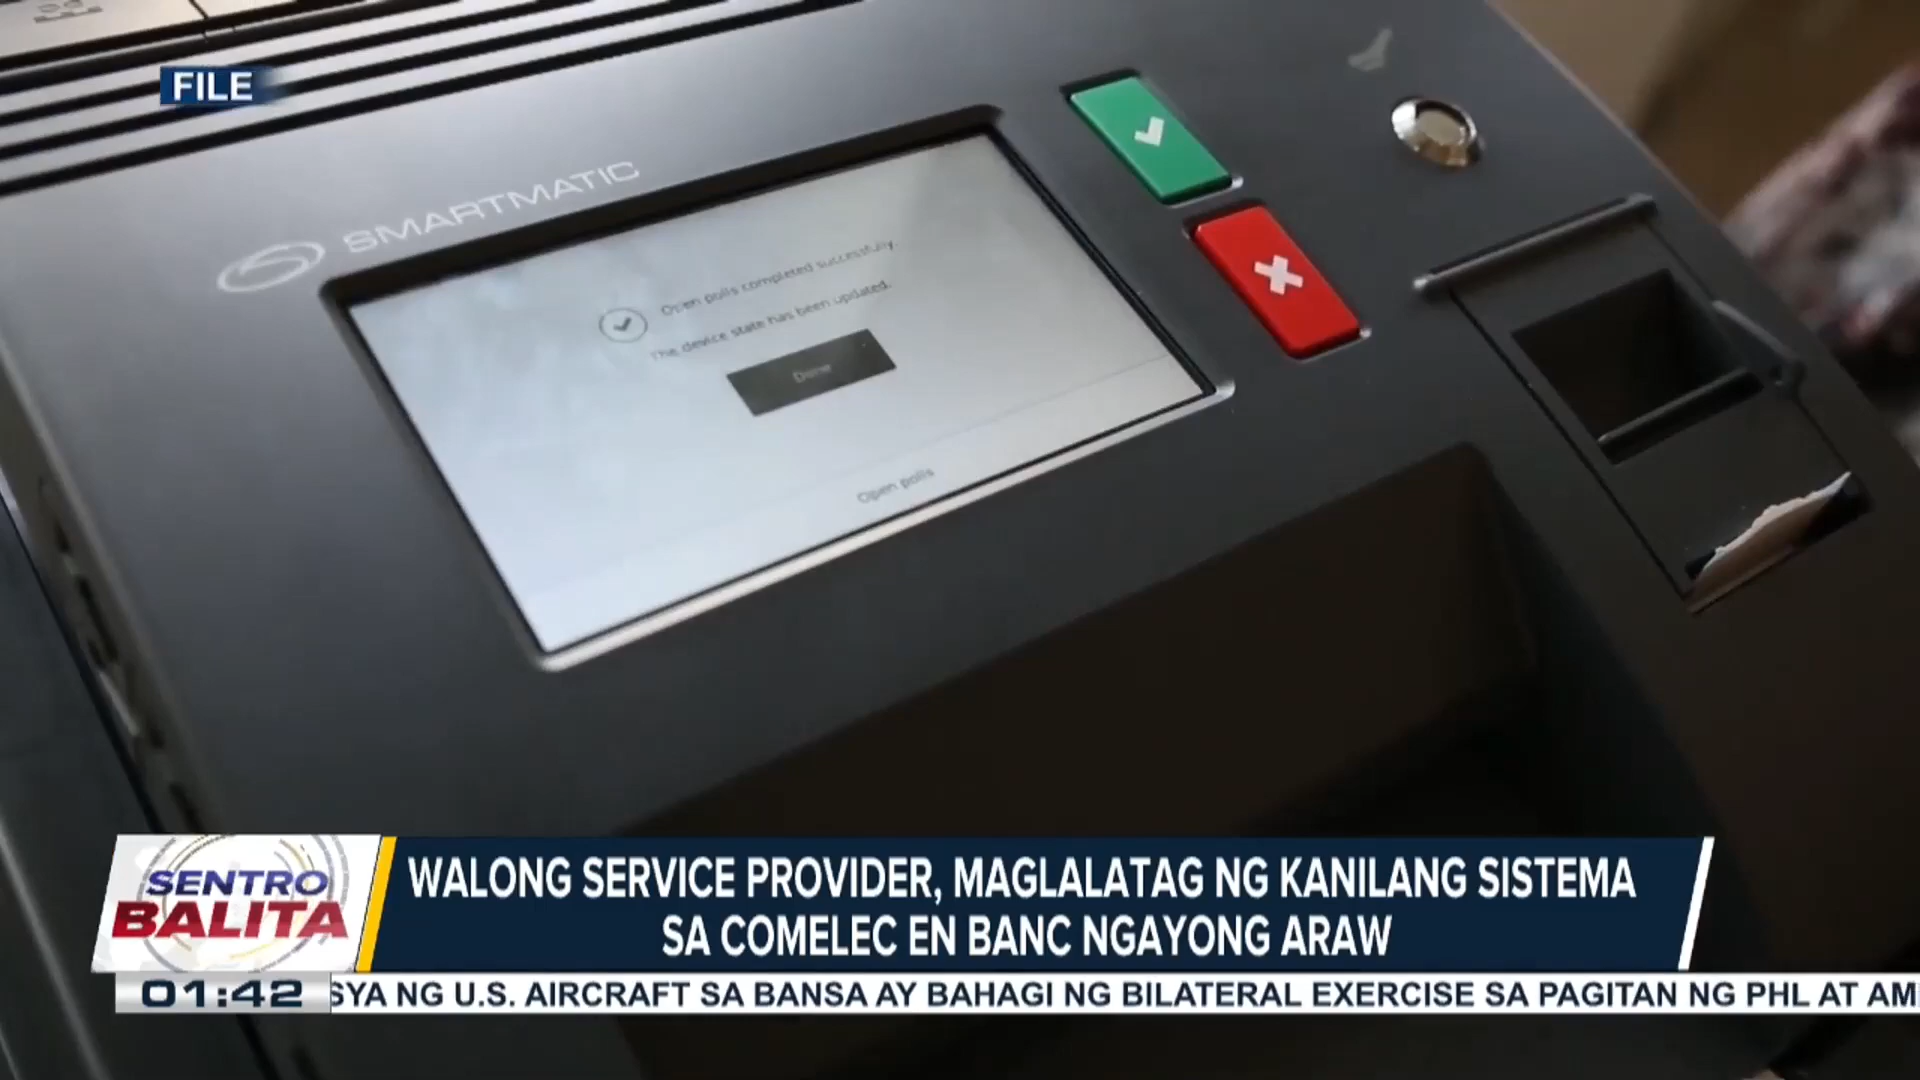 FILE
SMARTMATIC
Open polls completed successfully.
The device state has been updated.
Done
Open polls
SENTRO
BALITA
WALONG SERVICE PROVIDER, MAGLALATAG NG KANILANG SISTEMA
SA COMELEC EN BANC NGAYONG ARAW
01:42
SYA NG U.S. AIRCRAFT SA BANSA AY BAHAGI NG BILATERAL EXERCISE SA PAGITAN NG PHL AT AM